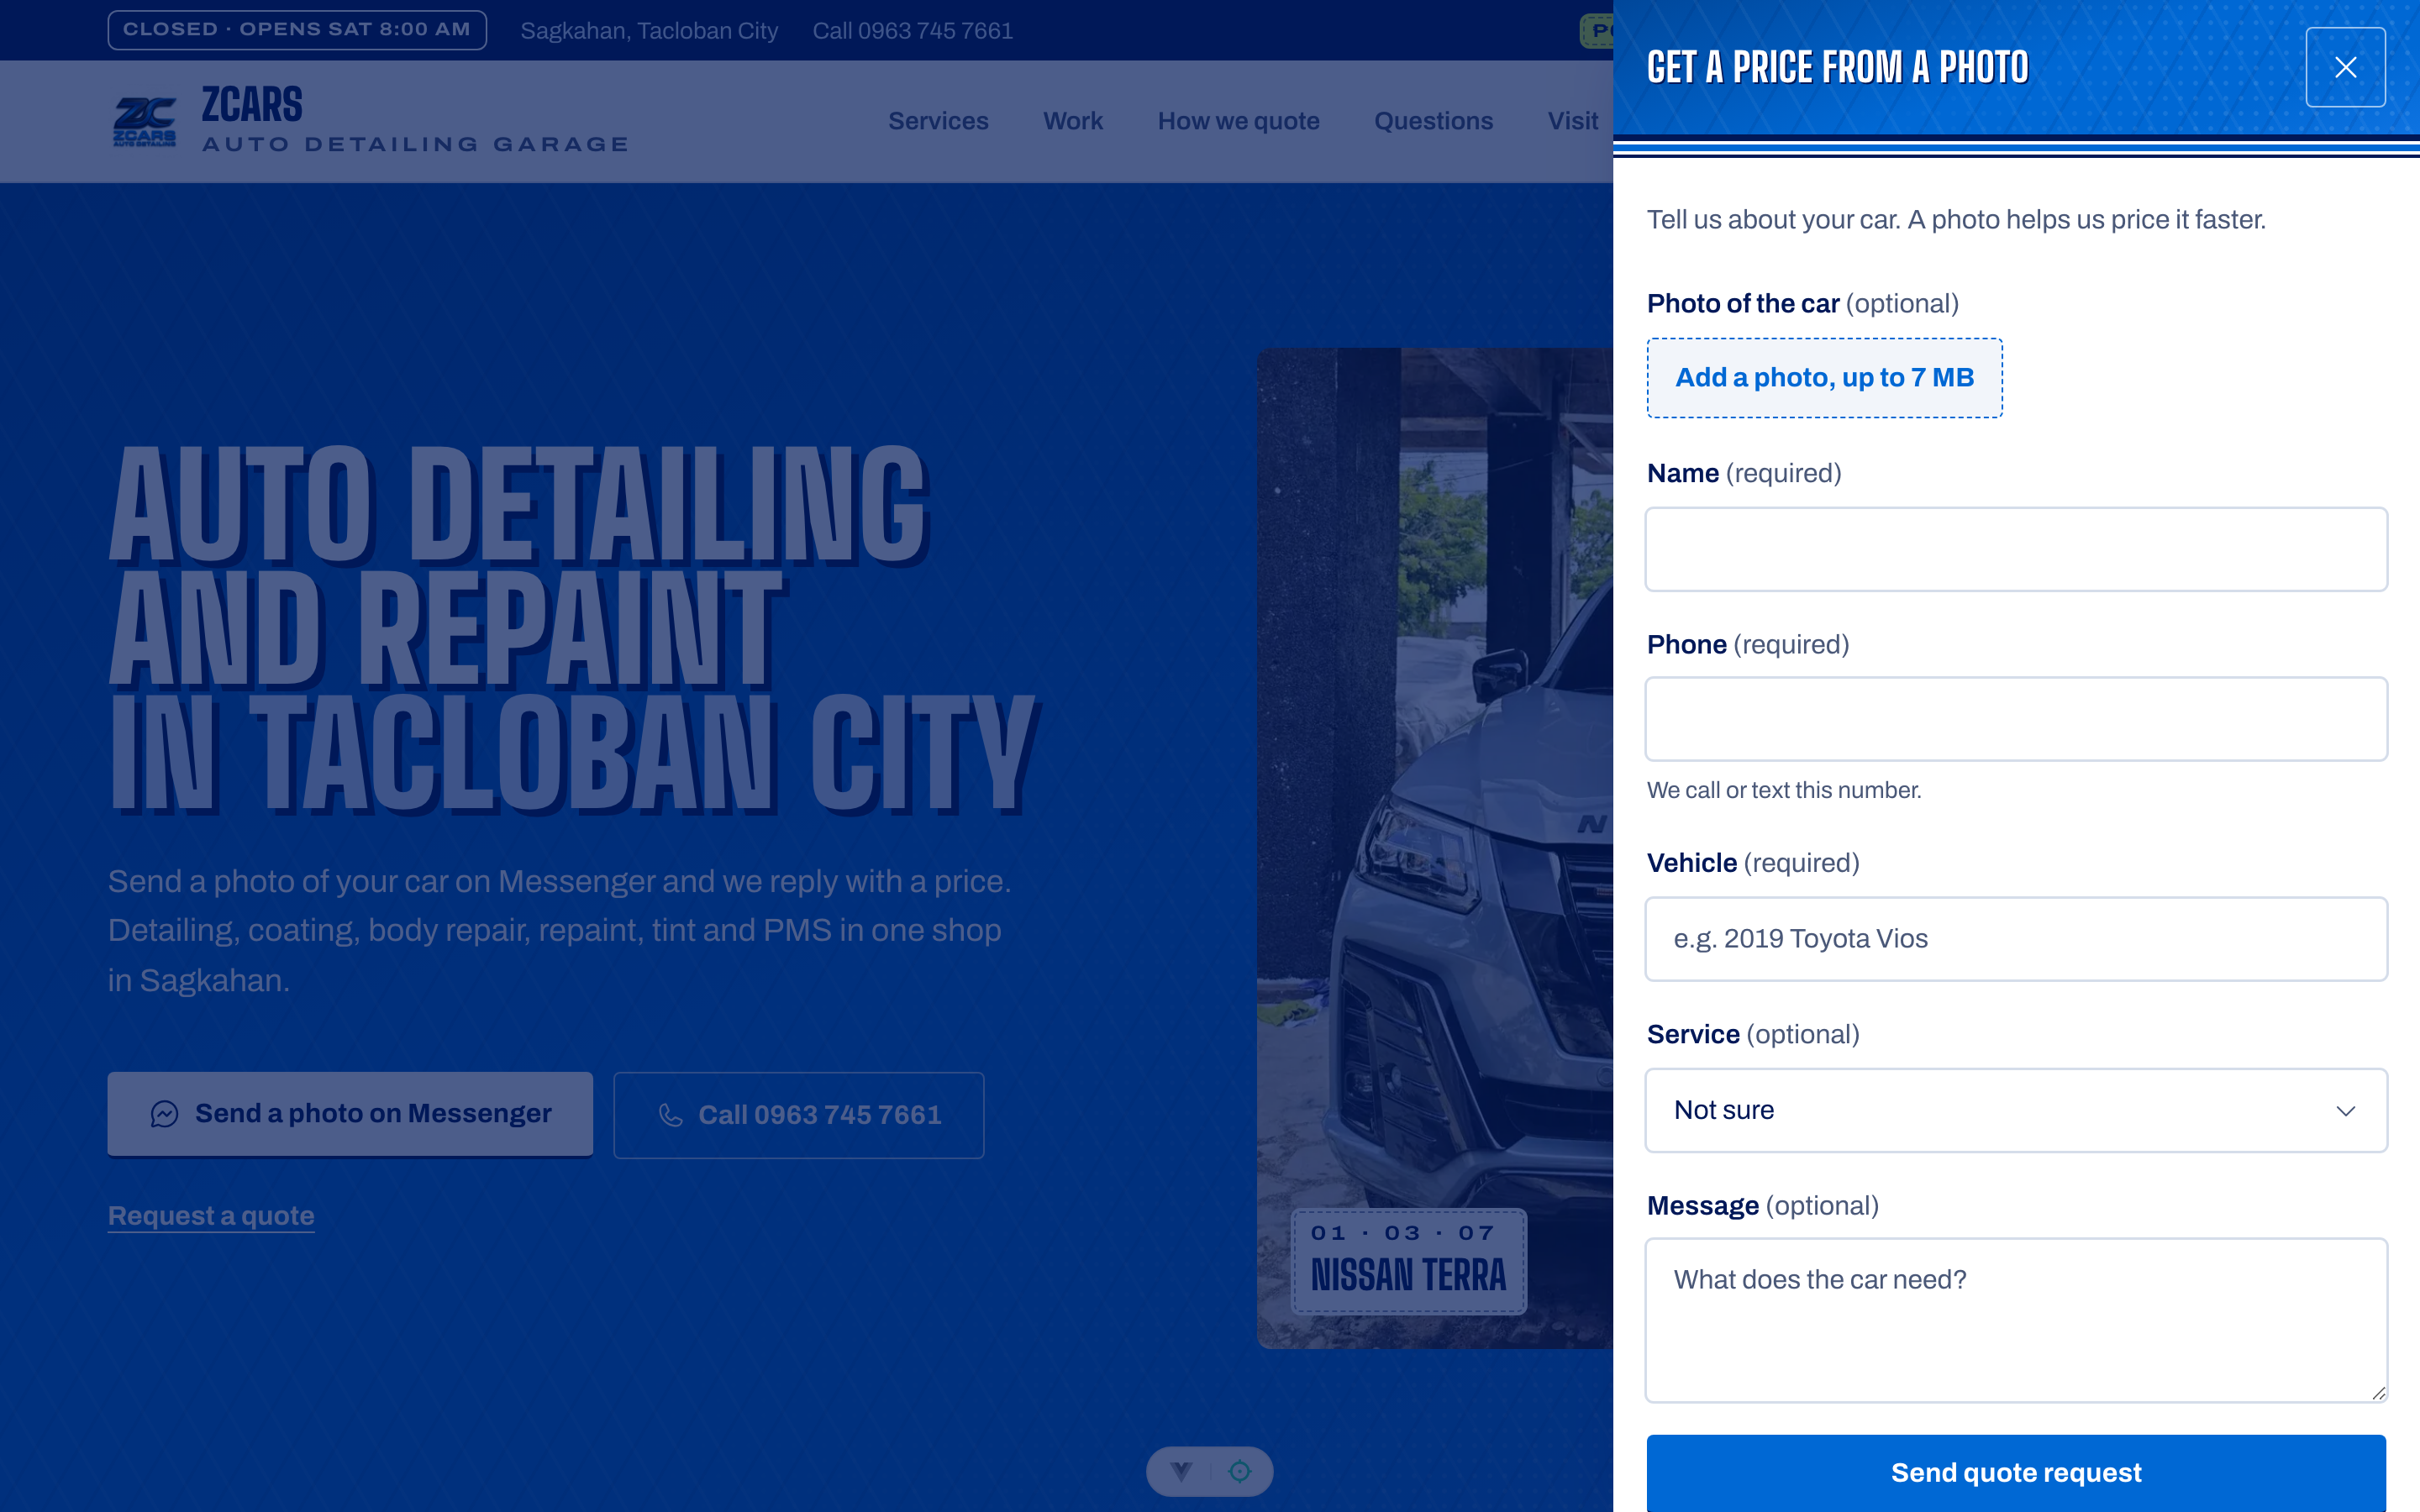 CLOSED · OPENS SAT 8:00 AM
Sagkahan, Tacloban City
Call 0963 745 7661
ZC
ZCARS
AUTO DETAILING
ZCARS
AUTO DETAILING GARAGE
Services
Work
How we quote
Questions
Visit
AUTO DETAILING
AND REPAINT
IN TACLOBAN CITY
Send a photo of your car on Messenger and we reply with a price.
Detailing, coating, body repair, repaint, tint and PMS in one shop
in Sagkahan.
Send a photo on Messenger
Call 0963 745 7661
Request a quote
01 · 03 · 07
NISSAN TERRA
GET A PRICE FROM A PHOTO
Tell us about your car. A photo helps us price it faster.
Photo of the car (optional)
Add a photo, up to 7 MB
Name (required)
Phone (required)
We call or text this number.
Vehicle (required)
e.g. 2019 Toyota Vios
Service (optional)
Not sure
Message (optional)
What does the car need?
Send quote request